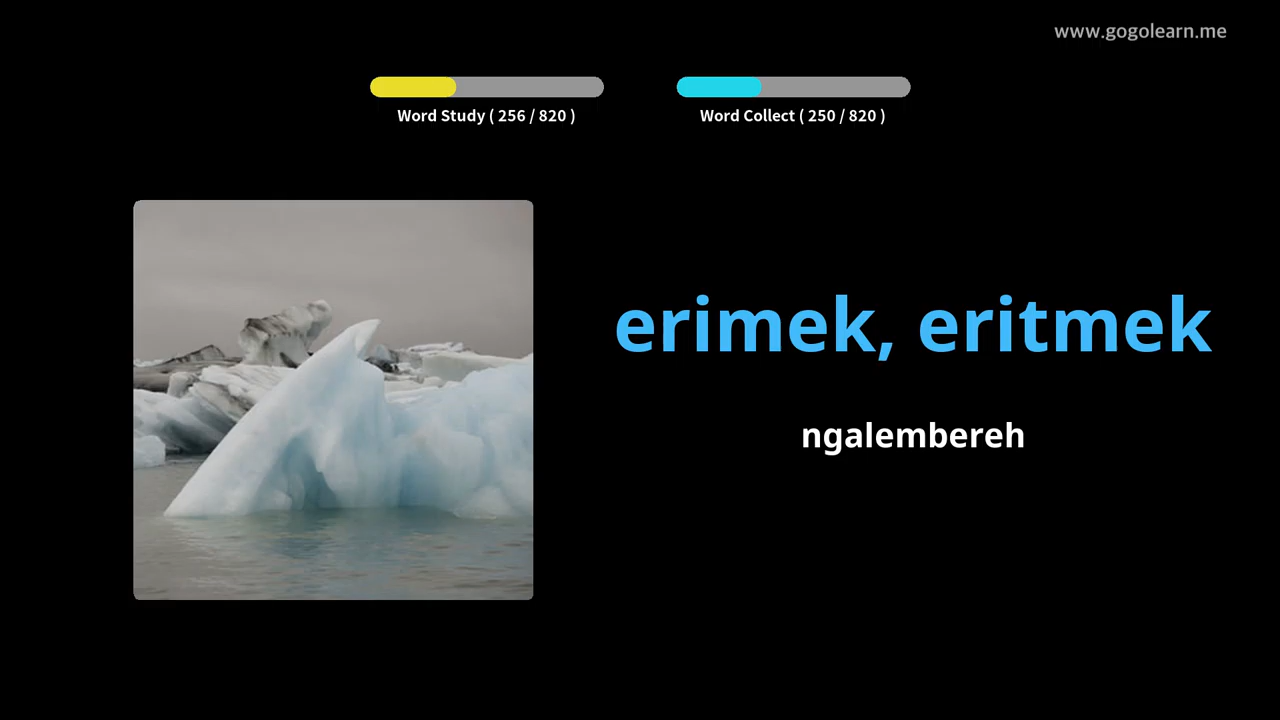 www.gogolearn.me
Word Study ( 256 / 820 )
Word Collect ( 250 / 820 )
erimek, eritmek
ngalembereh